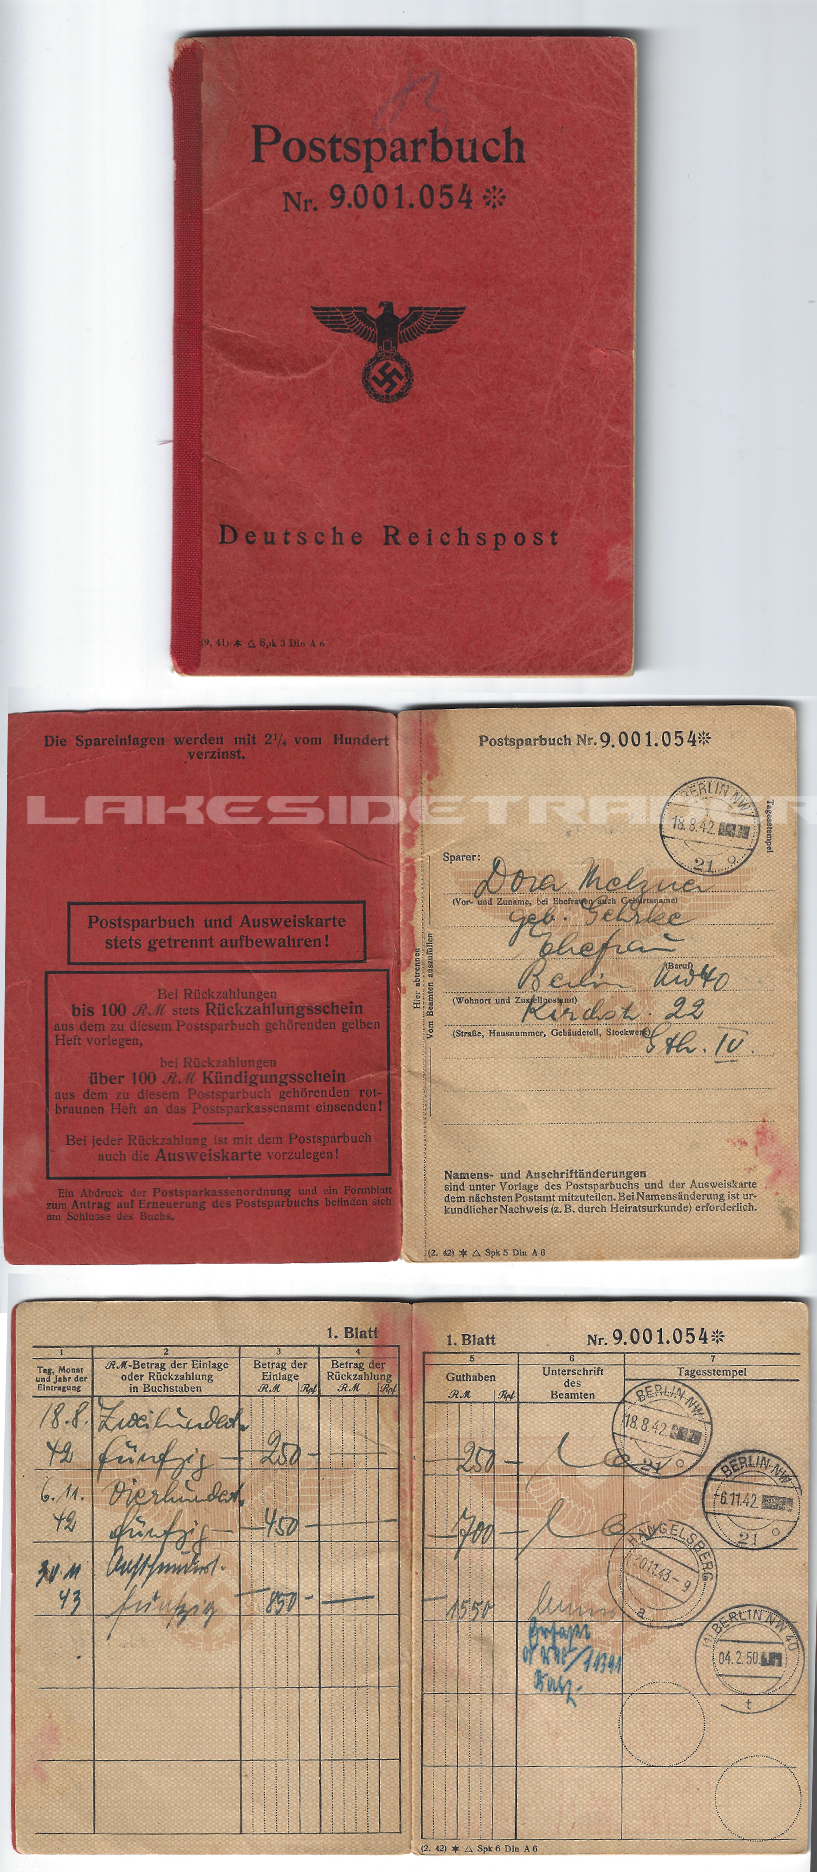 Postsparbuch
Nr. 9.001.054 ✻
Deutsche Reichspost
(9. 41) ✶ △ Spk 3 Din A 6
Die Spareinlagen werden mit 2¼ vom Hundert
verzinst.
Postsparbuch und Ausweiskarte
stets getrennt aufbewahren!
Bei Rückzahlungen
bis 100 RM stets Rückzahlungsschein
aus dem zu diesem Postsparbuch gehörenden gelben
Heft vorlegen,
bei Rückzahlungen
über 100 RM Kündigungsschein
aus dem zu diesem Postsparbuch gehörenden rot-
braunen Heft an das Postsparkassenamt einsenden!
Bei jeder Rückzahlung ist mit dem Postsparbuch
auch die Ausweiskarte vorzulegen!
Ein Abdruck der Postsparkassenordnung und ein Formblatt
zum Antrag auf Erneuerung des Postsparbuchs befinden sich
am Schlusse des Buchs.
LAKESIDETRADER
Postsparbuch Nr. 9.001.054✻
BERLIN NW
18.8.42
21 o
Tagesstempel
Hier abtrennen
Vom Beamten auszufüllen
Sparer:
Dora Melzner
(Vor- und Zuname, bei Ehefrauen auch Geburtsname)
geb. Gehrke
Ehefrau
(Beruf)
Berlin NW40
(Wohnort und Zustellpostamt)
Kirchstr. 22
(Straße, Hausnummer, Gebäudeteil, Stockwerk)
Gth. IV.
Namens- und Anschriftänderungen
sind unter Vorlage des Postsparbuchs und der Ausweiskarte
dem nächsten Postamt mitzuteilen. Bei Namensänderung ist ur-
kundlicher Nachweis (z. B. durch Heiratsurkunde) erforderlich.
(2. 42) ✶ △ Spk 5 Din A 6
1. Blatt
1 2 3 4
Tag, Monat und Jahr der Eintragung
RM-Betrag der Einlage oder Rückzahlung in Buchstaben
Betrag der Einlage
RM Rpf
Betrag der Rückzahlung
RM Rpf
18.8. Zweihundert
42 fünfzig — 250 —
6.11. Vierhundert
42 fünfzig — 450 —
30.11 Achthundert
43 fünfzig 850 —
1. Blatt Nr. 9.001.054✻
5 6 7
Guthaben
RM Rpf
Unterschrift des Beamten
Tagesstempel
BERLIN NW
18.8.42
21 o
— 250 —
BERLIN NW
-6.11.42
21 o
— 700 —
HANGELSBERG
30.11.43-9
a
— 1550
(1) BERLIN NW 40
04.2.50
t
(2. 42) ✶ △ Spk 6 Din A 6